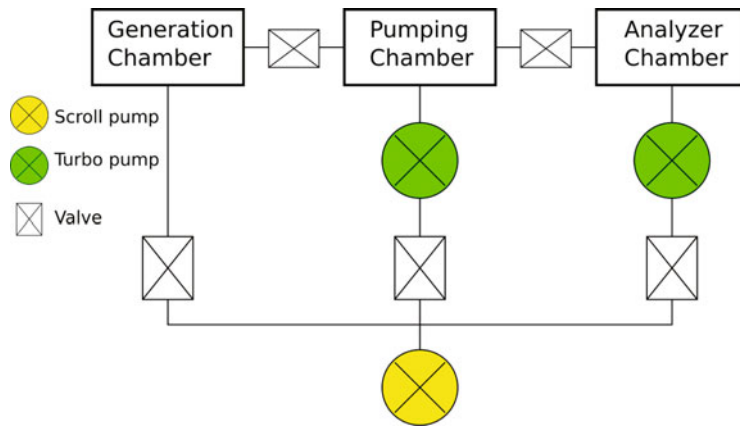 Generation
Chamber
Pumping
Chamber
Analyzer
Chamber
Scroll pump
Turbo pump
Valve